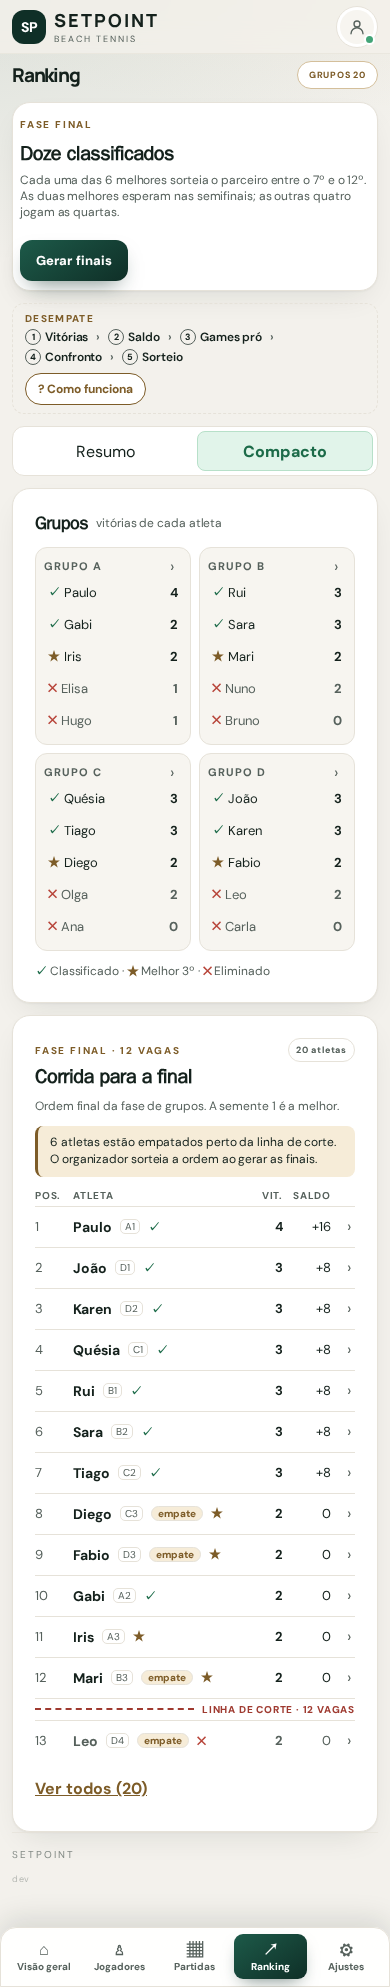 SP SETPOINT
BEACH TENNIS
Ranking
GRUPOS 20
FASE FINAL
Doze classificados
Cada uma das 6 melhores sorteia o parceiro entre o 7º e o 12º.
As duas melhores esperam nas semifinais; as outras quatro
jogam as quartas.
Gerar finais
DESEMPATE
1 Vitórias › 2 Saldo › 3 Games pró ›
4 Confronto › 5 Sorteio
? Como funciona
Resumo Compacto
Grupos vitórias de cada atleta
GRUPO A ›
✓ Paulo 4
✓ Gabi 2
★ Iris 2
✕ Elisa 1
✕ Hugo 1
GRUPO B ›
✓ Rui 3
✓ Sara 3
★ Mari 2
✕ Nuno 2
✕ Bruno 0
GRUPO C ›
✓ Quésia 3
✓ Tiago 3
★ Diego 2
✕ Olga 2
✕ Ana 0
GRUPO D ›
✓ João 3
✓ Karen 3
★ Fabio 2
✕ Leo 2
✕ Carla 0
✓ Classificado · ★ Melhor 3º · ✕ Eliminado
FASE FINAL · 12 VAGAS
20 atletas
Corrida para a final
Ordem final da fase de grupos. A semente 1 é a melhor.
6 atletas estão empatados perto da linha de corte.
O organizador sorteia a ordem ao gerar as finais.
POS. ATLETA VIT. SALDO
1 Paulo A1 ✓ 4 +16 ›
2 João D1 ✓ 3 +8 ›
3 Karen D2 ✓ 3 +8 ›
4 Quésia C1 ✓ 3 +8 ›
5 Rui B1 ✓ 3 +8 ›
6 Sara B2 ✓ 3 +8 ›
7 Tiago C2 ✓ 3 +8 ›
8 Diego C3 empate ★ 2 0 ›
9 Fabio D3 empate ★ 2 0 ›
10 Gabi A2 ✓ 2 0 ›
11 Iris A3 ★ 2 0 ›
12 Mari B3 empate ★ 2 0 ›
LINHA DE CORTE · 12 VAGAS
13 Leo D4 empate ✕ 2 0 ›
Ver todos (20)
SETPOINT
dev
Visão geral Jogadores Partidas Ranking Ajustes